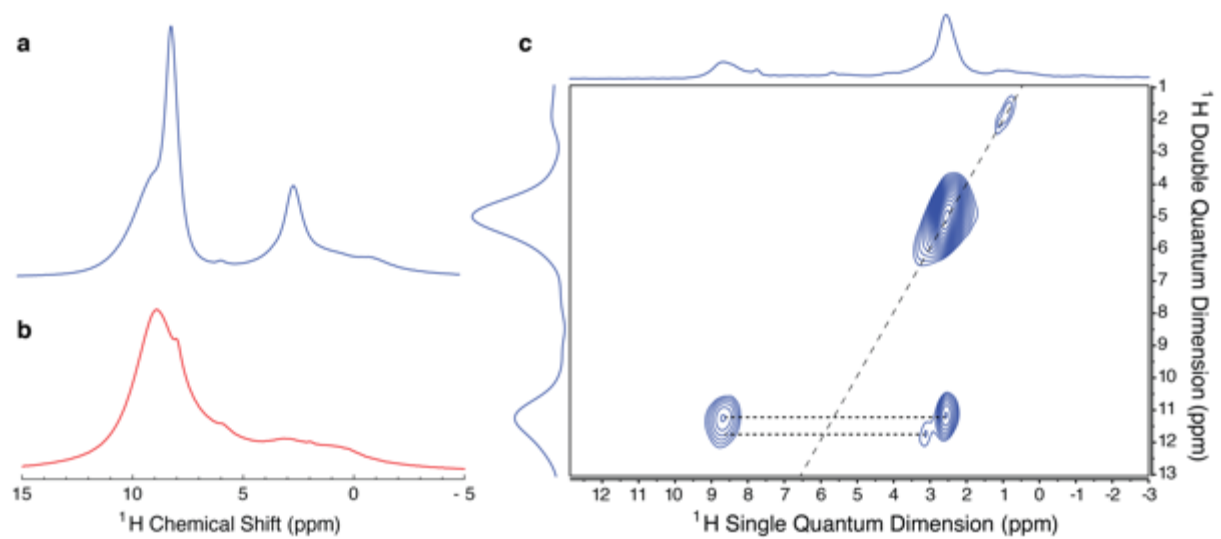 a
b
15 10 5 0 - 5
1H Chemical Shift (ppm)
c
1
2
3
4
5
6
7
8
9
10
11
12
13
1H Double Quantum Dimension (ppm)
12 11 10 9 8 7 6 5 4 3 2 1 0 -1 -2 -3
1H Single Quantum Dimension (ppm)